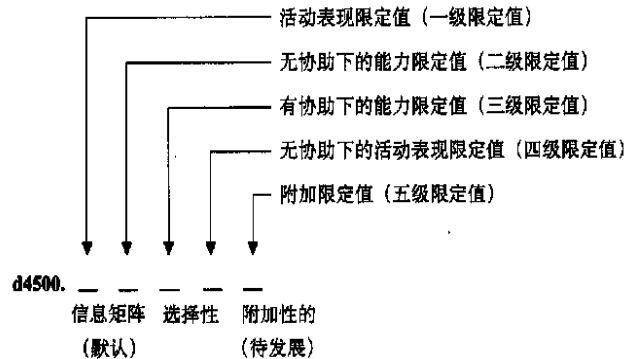 活动表现限定值（一级限定值）
无协助下的能力限定值（二级限定值）
有协助下的能力限定值（三级限定值）
无协助下的活动表现限定值（四级限定值）
附加限定值（五级限定值）
d4500. _ _ _ _ _
信息矩阵 选择性 附加性的
（默认） （待发展）